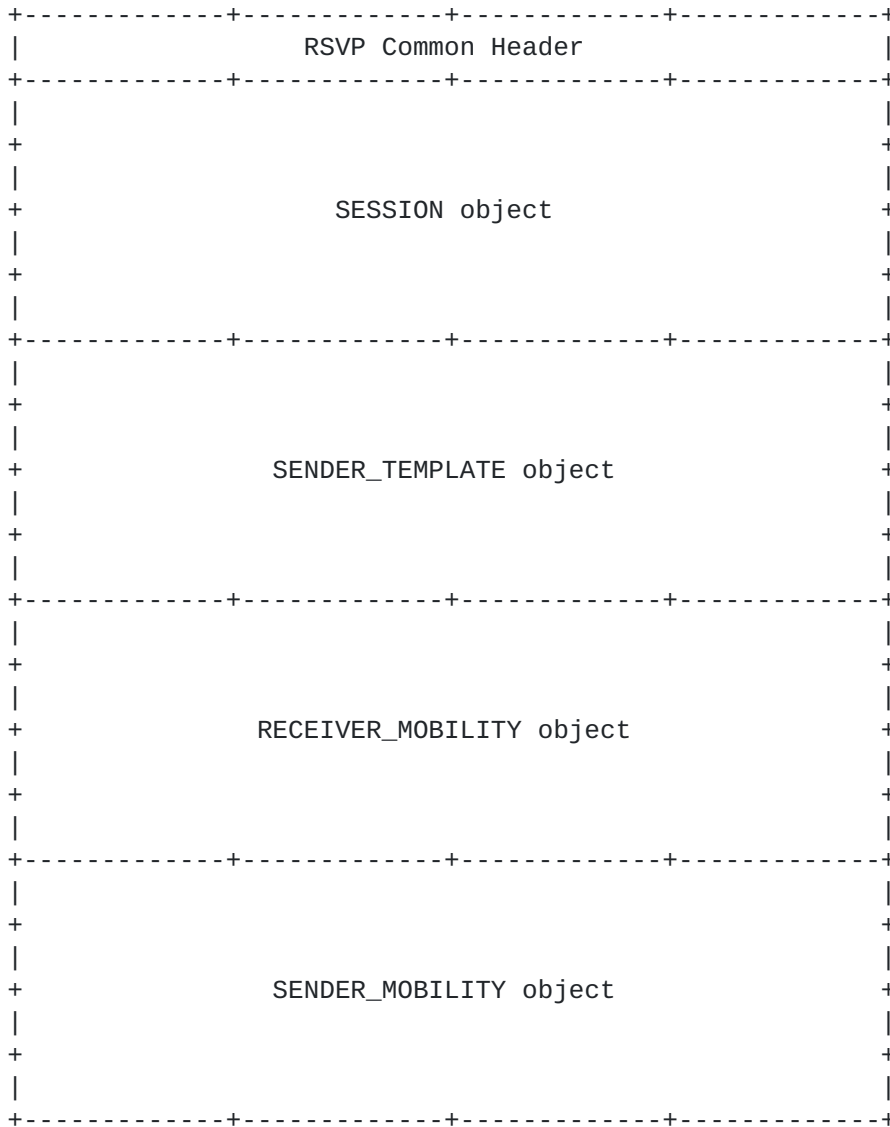 RSVP Common Header
SESSION object
SENDER_TEMPLATE object
RECEIVER_MOBILITY object
SENDER_MOBILITY object